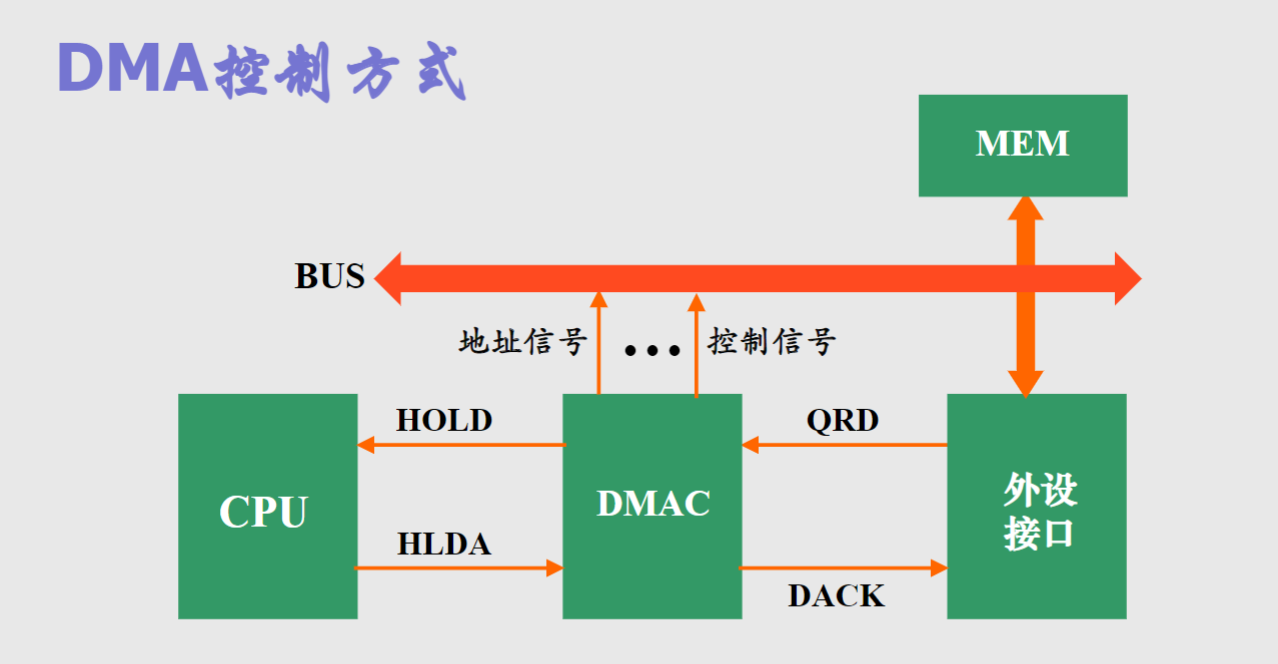 DMA控制方式
MEM
BUS
地址信号 ••• 控制信号
HOLD
QRD
CPU
DMAC
外设
接口
HLDA
DACK